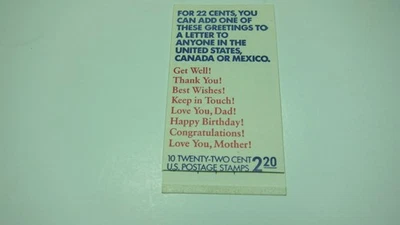 FOR 22 CENTS, YOU
CAN ADD ONE OF
THESE GREETINGS TO
A LETTER TO
ANYONE IN THE
UNITED STATES,
CANADA OR MEXICO.
Get Well!
Thank You!
Best Wishes!
Keep in Touch!
Love You, Dad!
Happy Birthday!
Congratulations!
Love You, Mother!
10 TWENTY-TWO CENT
U.S. POSTAGE STAMPS 2 20